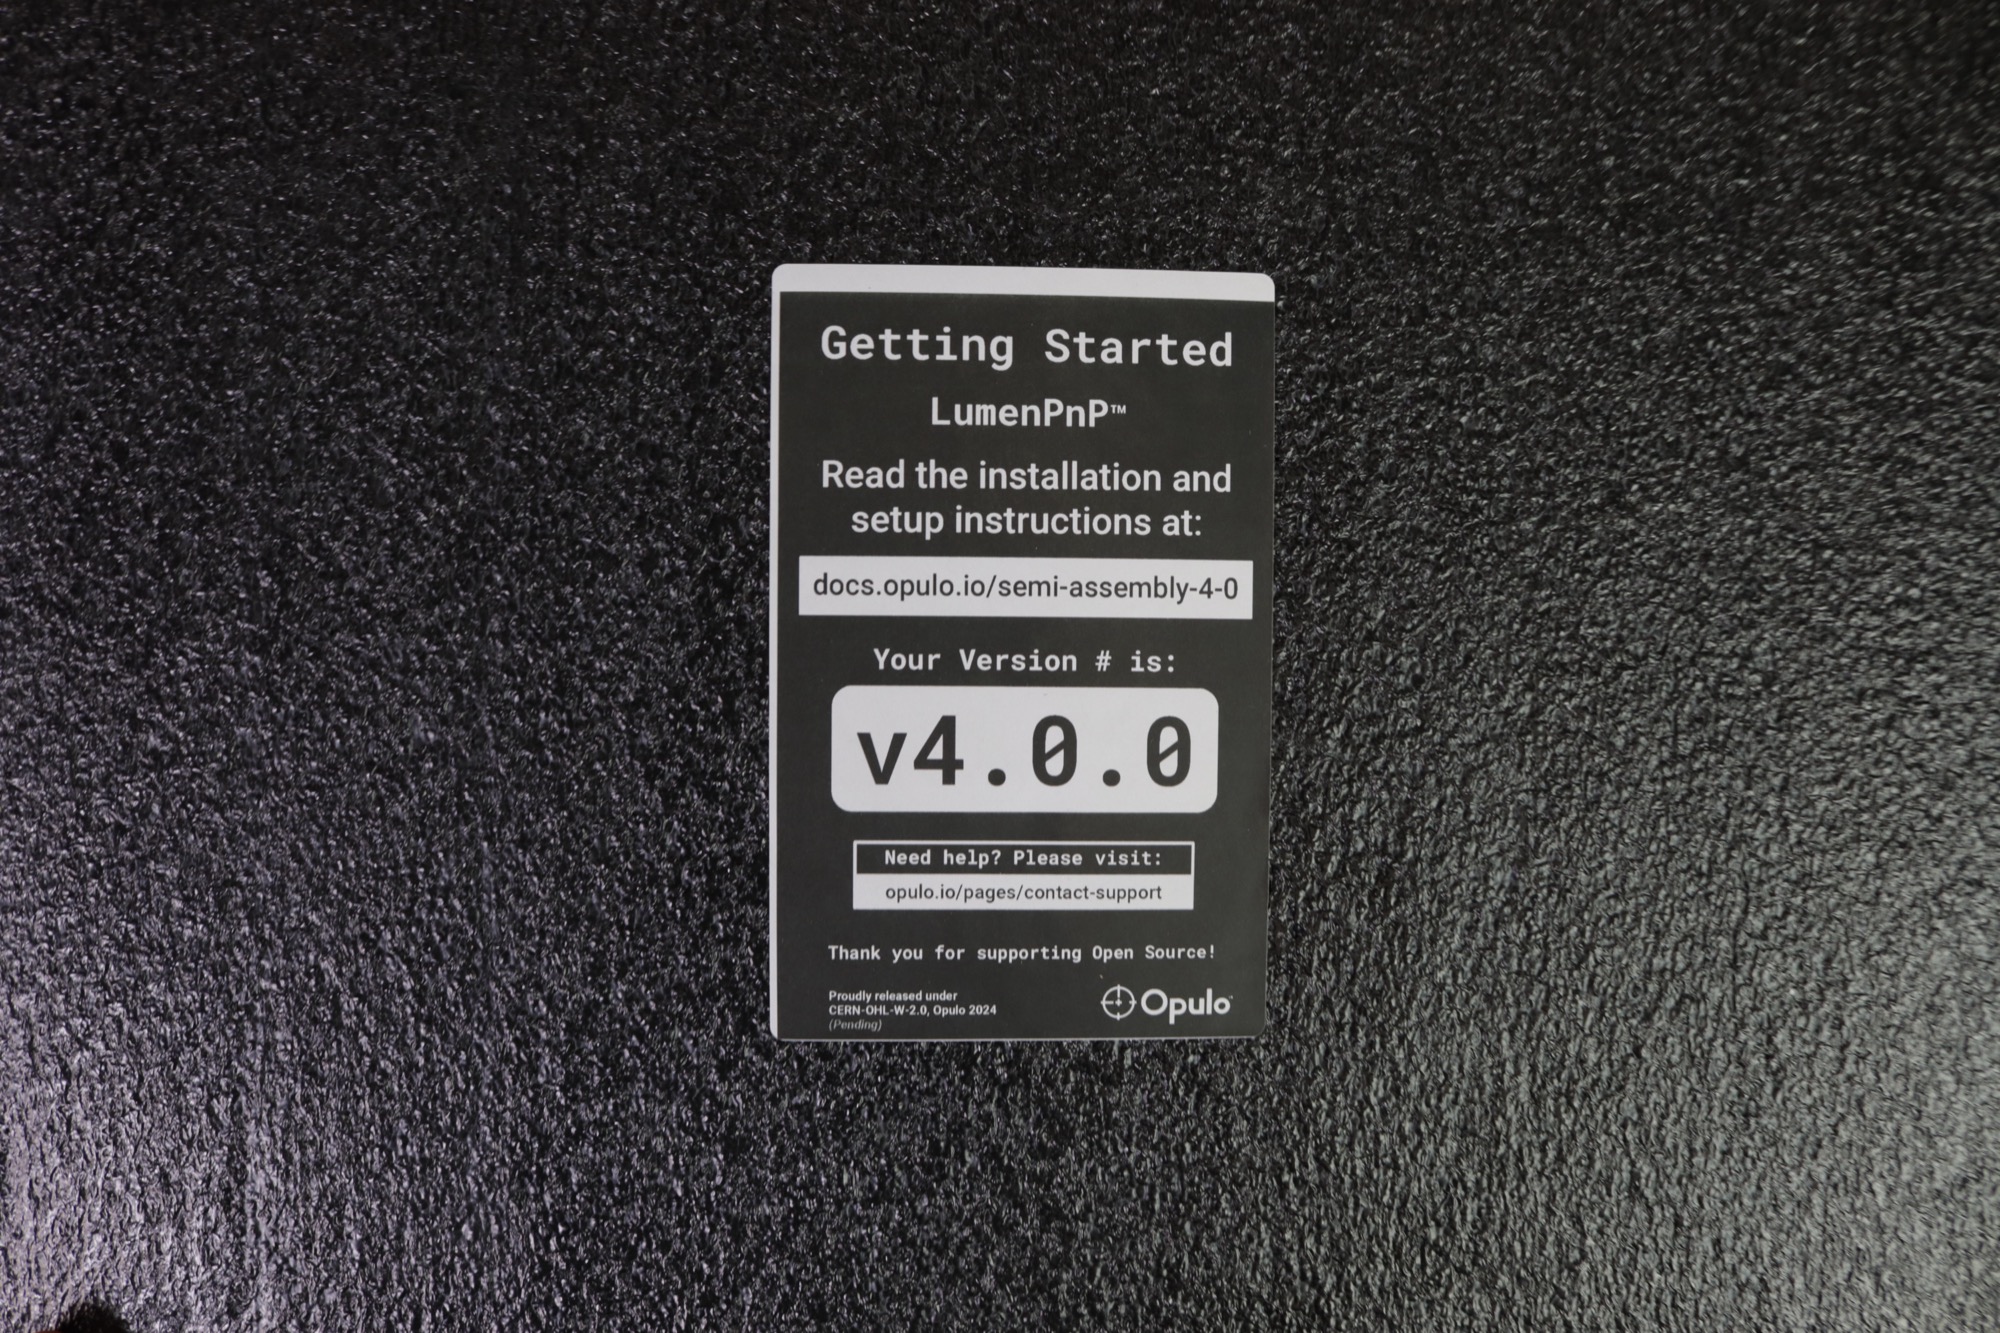 Getting Started
LumenPnP™
Read the installation and
setup instructions at:
docs.opulo.io/semi-assembly-4-0
Your Version # is:
v4.0.0
Need help? Please visit:
opulo.io/pages/contact-support
Thank you for supporting Open Source!
Proudly released under
CERN-OHL-W-2.0, Opulo 2024
(Pending)
Opulo